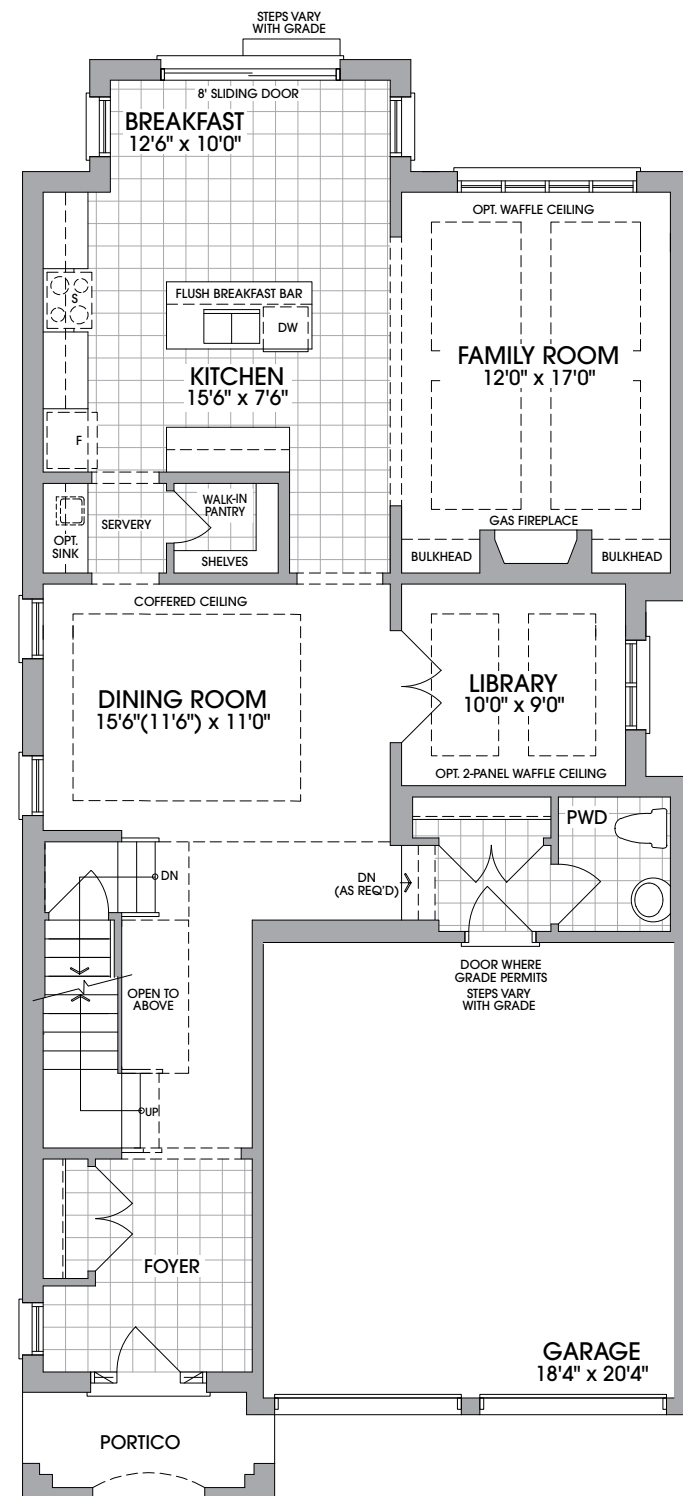 STEPS VARY
WITH GRADE
8' SLIDING DOOR
BREAKFAST
12'6" x 10'0"
OPT. WAFFLE CEILING
S
FLUSH BREAKFAST BAR
DW
FAMILY ROOM
12'0" x 17'0"
KITCHEN
15'6" x 7'6"
F
OPT.
SINK
SERVERY
WALK-IN
PANTRY
SHELVES
GAS FIREPLACE
BULKHEAD
BULKHEAD
COFFERED CEILING
DINING ROOM
15'6"(11'6") x 11'0"
LIBRARY
10'0" x 9'0"
OPT. 2-PANEL WAFFLE CEILING
PWD
DN
DN
(AS REQ'D)
OPEN TO
ABOVE
DOOR WHERE
GRADE PERMITS
STEPS VARY
WITH GRADE
UP
FOYER
GARAGE
18'4" x 20'4"
PORTICO